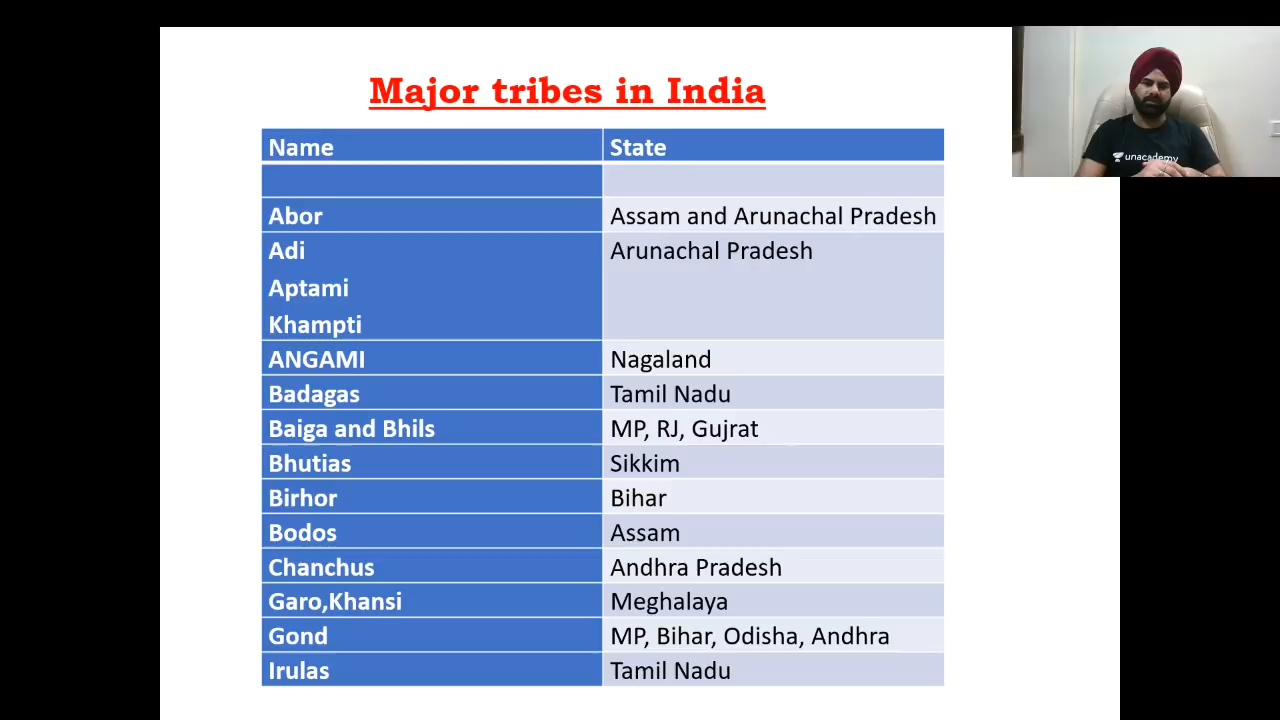 Major tribes in India
Name State
Abor Assam and Arunachal Pradesh
Adi Arunachal Pradesh
Aptami
Khampti
ANGAMI Nagaland
Badagas Tamil Nadu
Baiga and Bhils MP, RJ, Gujrat
Bhutias Sikkim
Birhor Bihar
Bodos Assam
Chanchus Andhra Pradesh
Garo,Khansi Meghalaya
Gond MP, Bihar, Odisha, Andhra
Irulas Tamil Nadu
unacademy